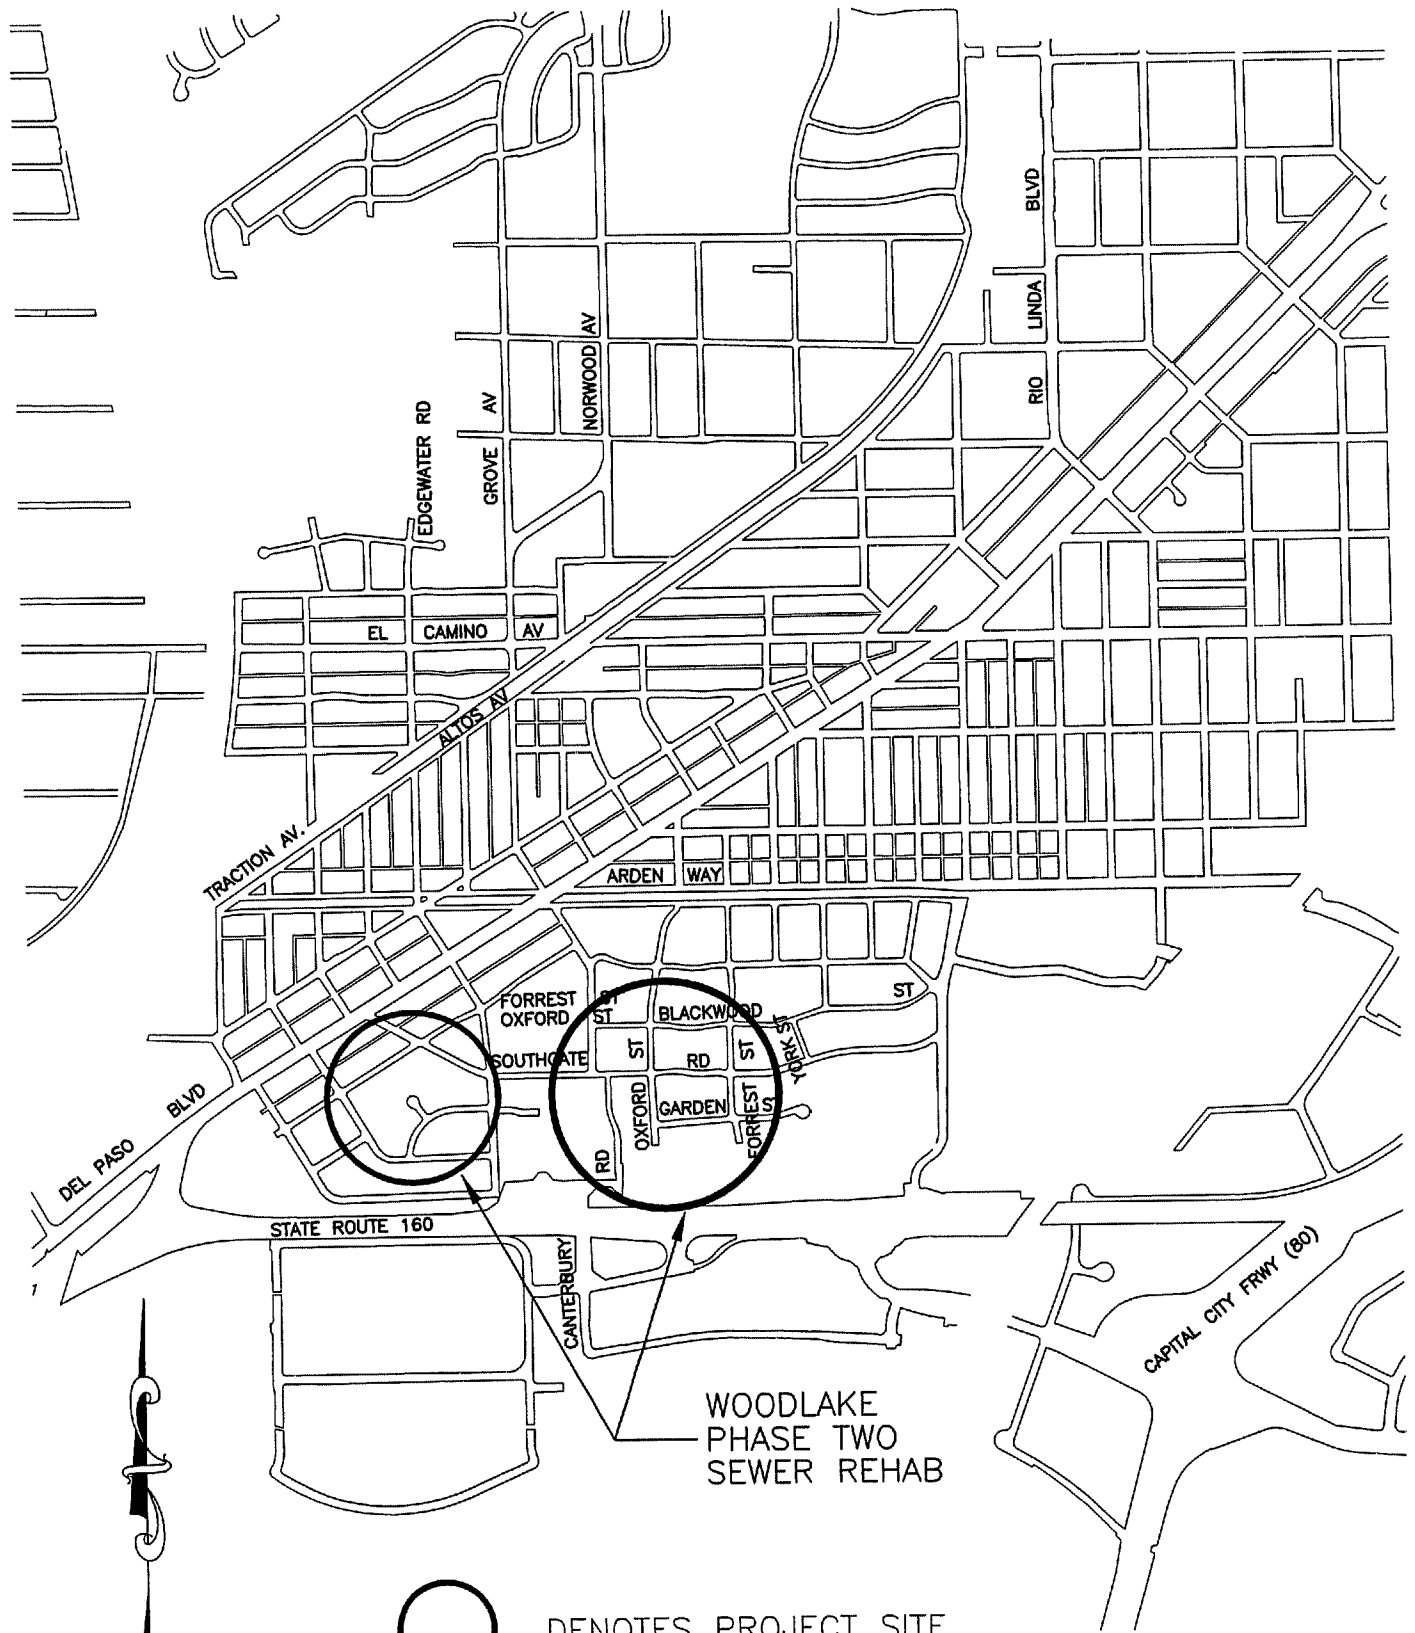 BLVD
LINDA
RIO
NORWOOD AV
GROVE AV
EDGEWATER RD
EL CAMINO AV
ALTOS AV
TRACTION AV.
ARDEN WAY
FORREST ST
OXFORD ST
BLACKWOOD ST
SOUTHGATE RD
YORK ST
OXFORD ST
FORREST ST
GARDEN ST
RD
CANTERBURY
DEL PASO BLVD
STATE ROUTE 160
1
CAPITAL CITY FRWY (80)
WOODLAKE
PHASE TWO
SEWER REHAB
DENOTES PROJECT SITE